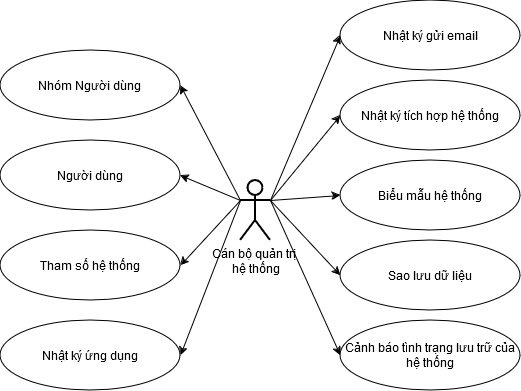 Nhật ký gửi email
Nhóm Người dùng
Nhật ký tích hợp hệ thống
Người dùng
Biểu mẫu hệ thống
Cán bộ quản trị
hệ thống
Tham số hệ thống
Sao lưu dữ liệu
Nhật ký ứng dụng
Cảnh báo tình trạng lưu trữ của
hệ thống